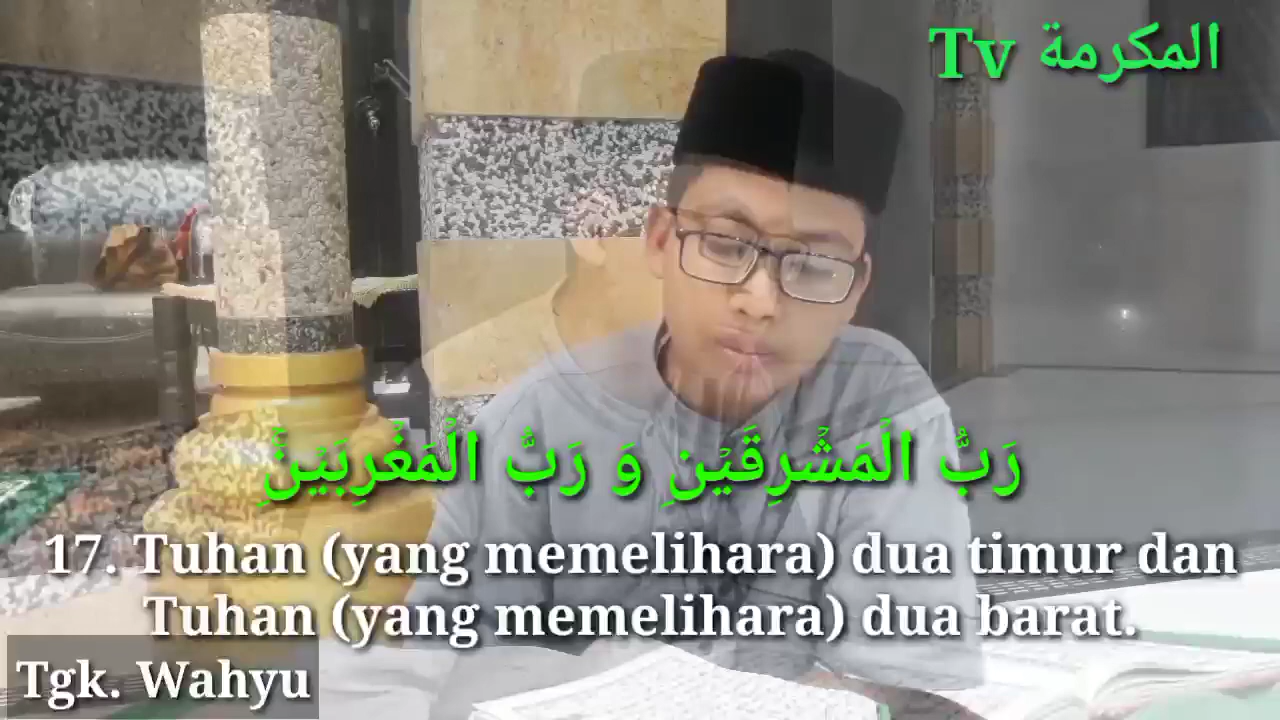 Tv المكرمة
رَبُّ الْمَشْرِقَيْنِ وَ رَبُّ الْمَغْرِبَيْنِۚ
17. Tuhan (yang memelihara) dua timur dan
Tuhan (yang memelihara) dua barat.
Tgk. Wahyu